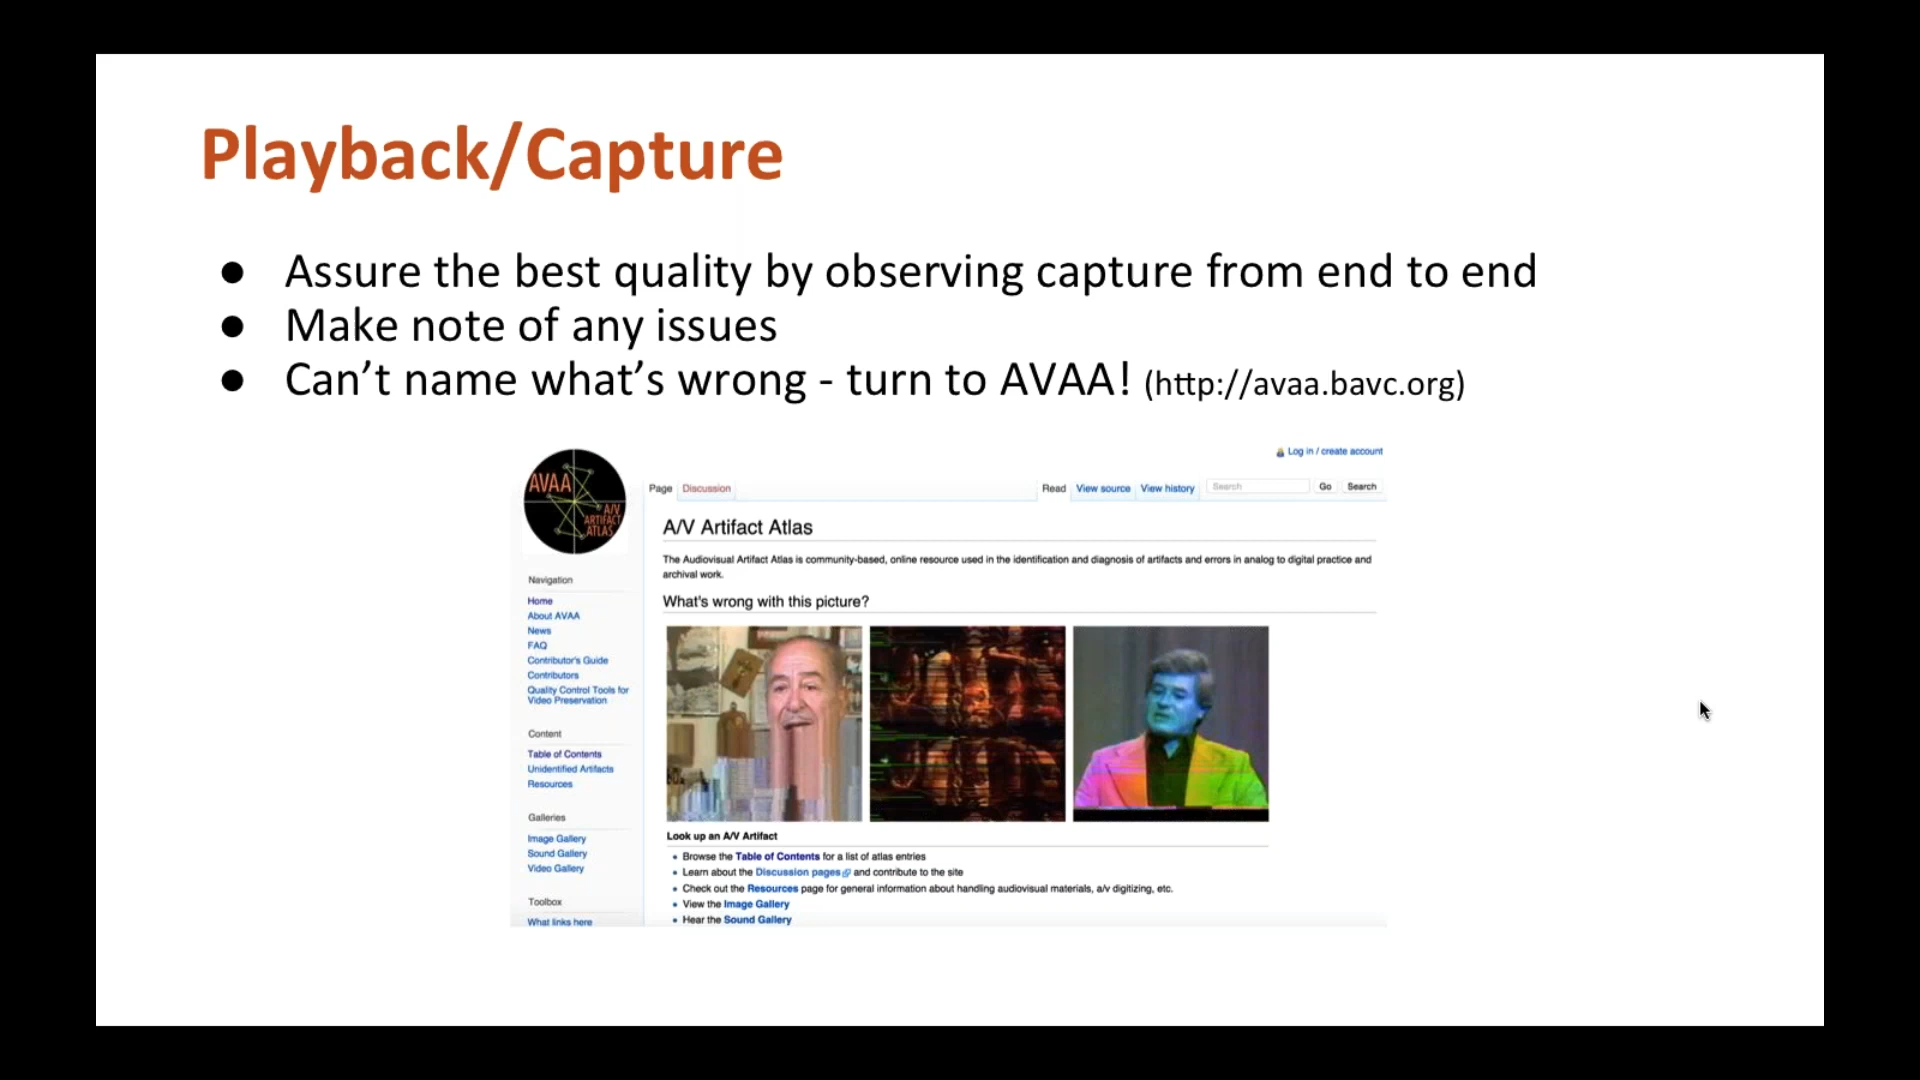 Playback/Capture
● Assure the best quality by observing capture from end to end
● Make note of any issues
● Can't name what's wrong - turn to AVAA! (http://avaa.bavc.org)
Log in / create account
AVAA
A/V
ARTIFACT
ATLAS
Page Discussion Read View source View history Search Go Search
A/V Artifact Atlas
The Audiovisual Artifact Atlas is community-based, online resource used in the identification and diagnosis of artifacts and errors in analog to digital practice and
archival work.
What's wrong with this picture?
Navigation
Home
About AVAA
News
FAQ
Contributor's Guide
Contributors
Quality Control Tools for
Video Preservation
Content
Table of Contents
Unidentified Artifacts
Resources
Galleries
Image Gallery
Sound Gallery
Video Gallery
Toolbox
What links here
Look up an A/V Artifact
• Browse the Table of Contents for a list of atlas entries
• Learn about the Discussion pages and contribute to the site
• Check out the Resources page for general information about handling audiovisual materials, a/v digitizing, etc.
• View the Image Gallery
• Hear the Sound Gallery